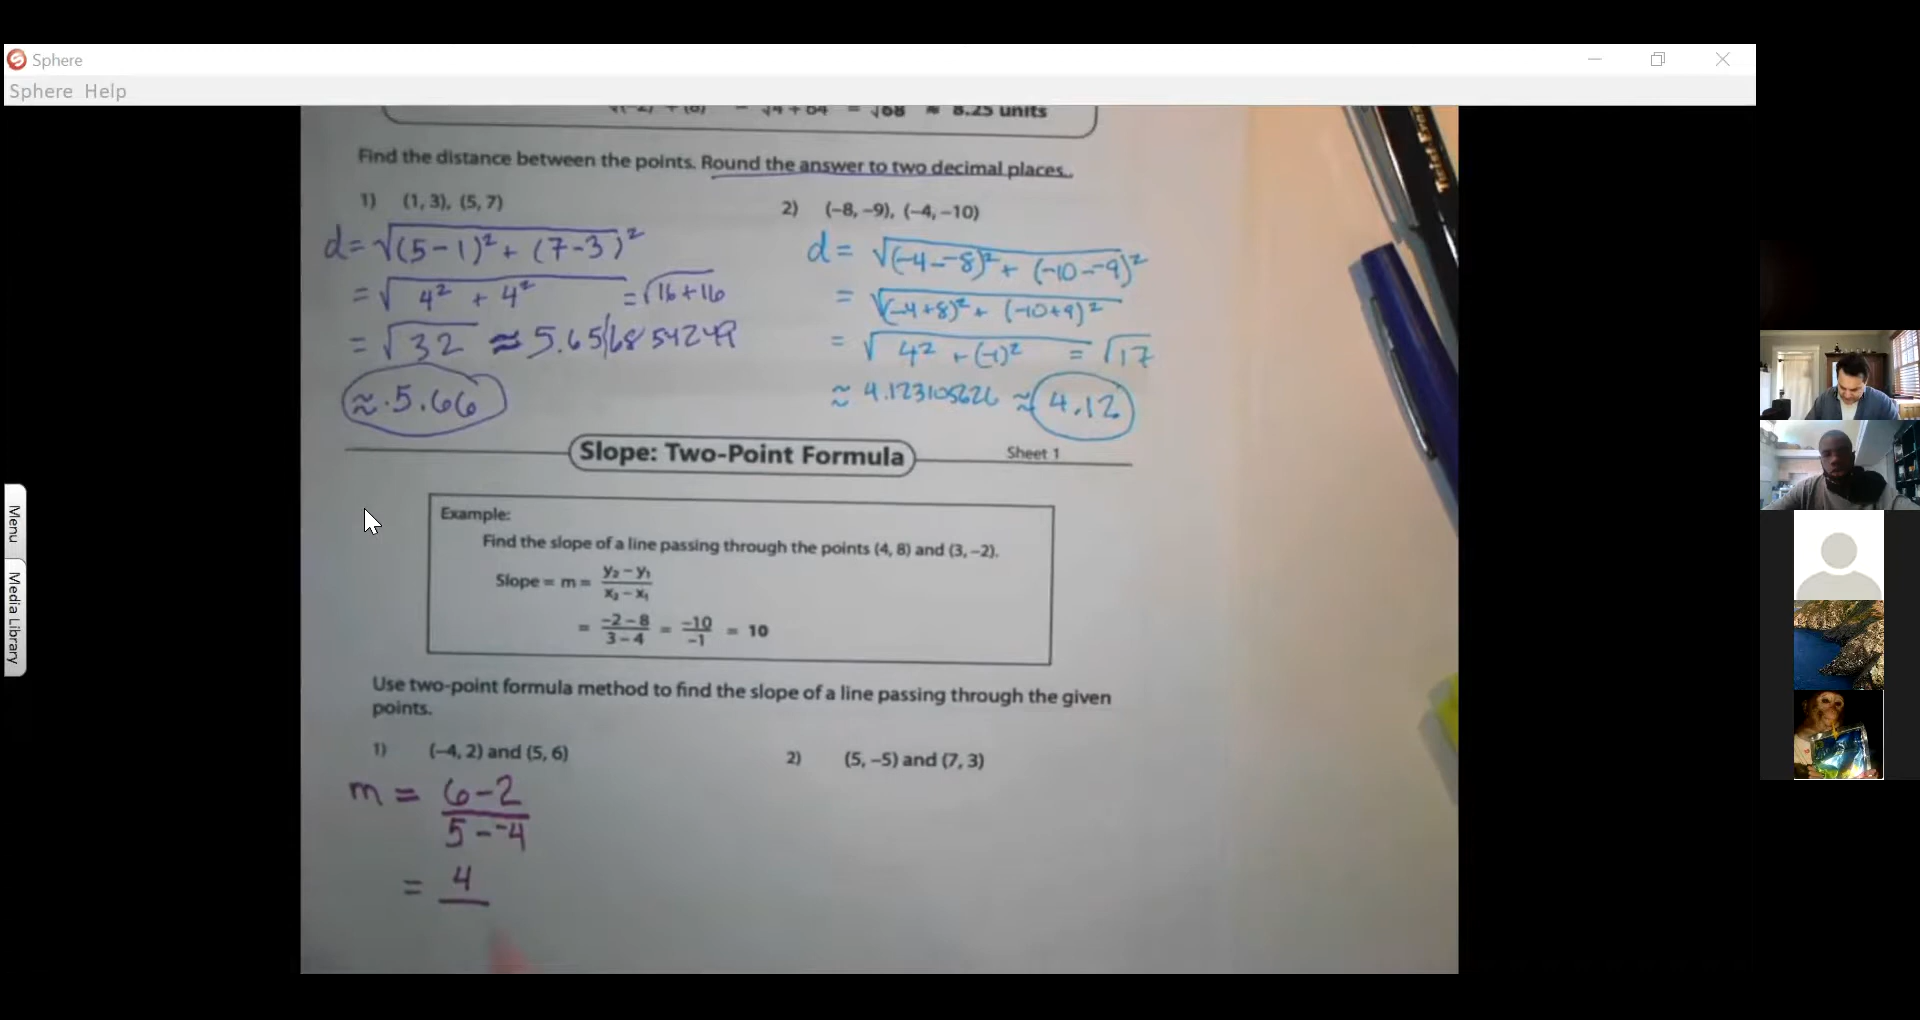 Sphere
Sphere Help
= √4 + 64 = √68 ≈ 8.25 units
Find the distance between the points. Round the answer to two decimal places.
1) (1, 3), (5, 7)
d = √(5-1)² + (7-3)²
= √4² + 4² = √16+16
= √32 ≈ 5.656854249
≈ 5.66
2) (–8, –9), (–4, –10)
d = √(-4--8)² + (-10--9)²
= √(-4+8)² + (-10+9)²
= √4² + (-1)² = √17
≈ 4.123105626 ≈ 4.12
Slope: Two-Point Formula
Sheet 1
Example:
Find the slope of a line passing through the points (4, 8) and (3, –2).
Slope = m = y₂ – y₁ / x₂ – x₁
= –2 – 8 / 3 – 4 = –10 / –1 = 10
Use two-point formula method to find the slope of a line passing through the given
points.
1) (–4, 2) and (5, 6)
m = 6-2 / 5--4
= 4
2) (5, –5) and (7, 3)
Menu
Media Library